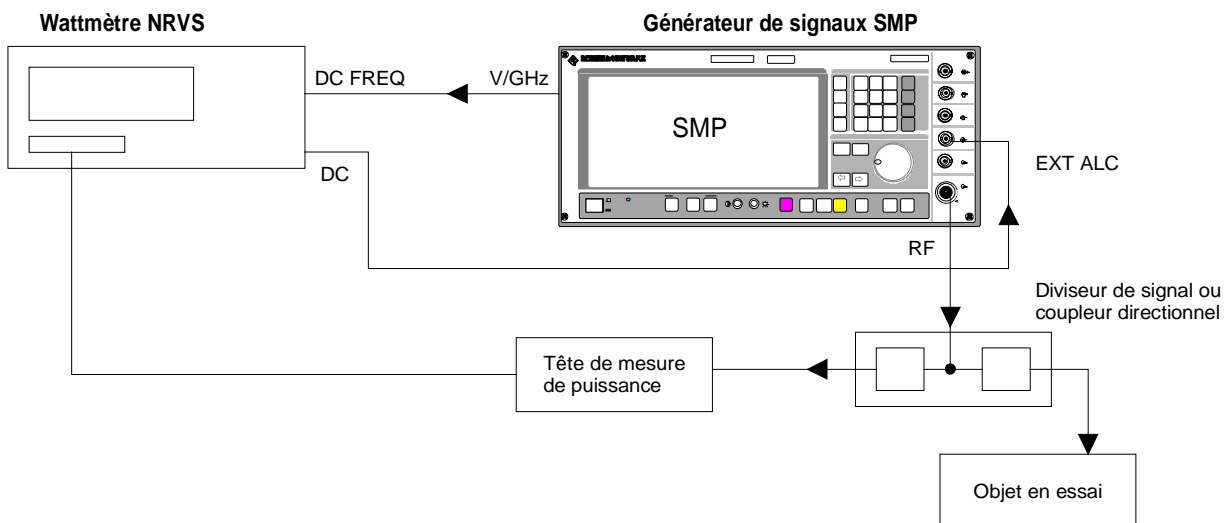 Wattmètre NRVS
Générateur de signaux SMP
DC FREQ
V/GHz
SMP
DC
EXT ALC
RF
Diviseur de signal ou
coupleur directionnel
Tête de mesure
de puissance
Objet en essai